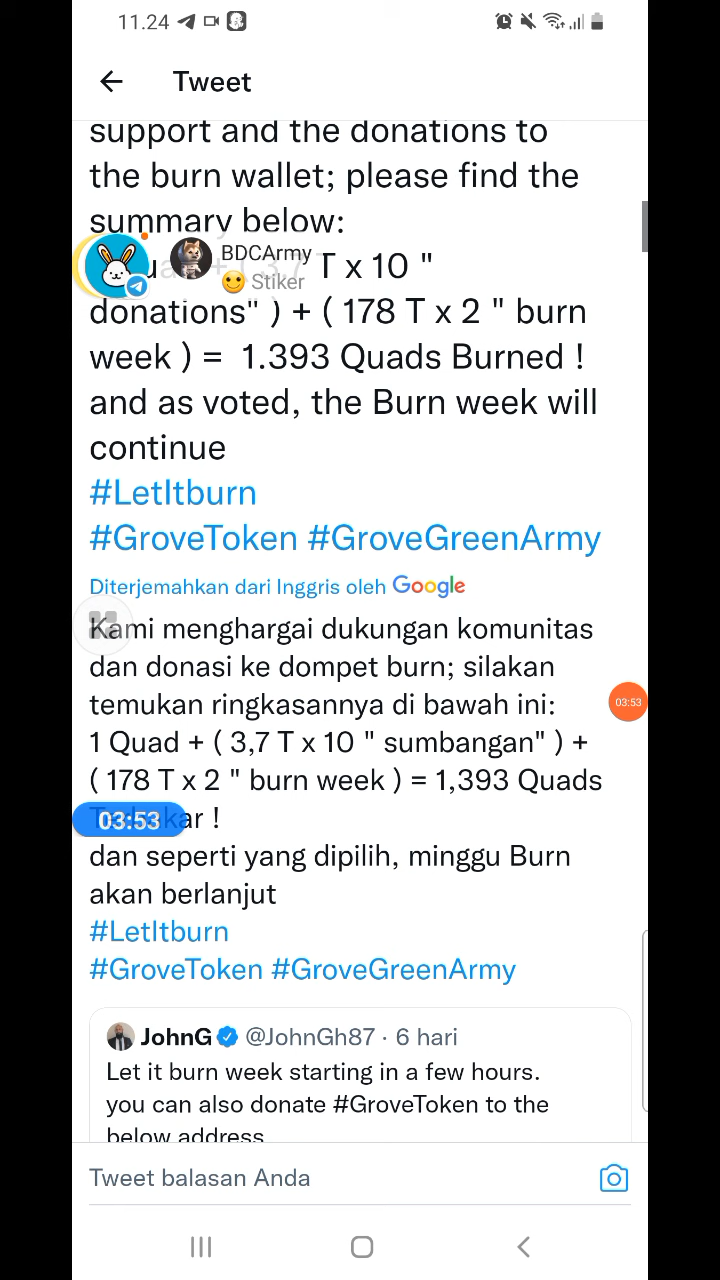 11.24
Tweet
support and the donations to
the burn wallet; please find the
summary below:
BDCArmy
Stiker
T x 10 "
donations" ) + ( 178 T x 2 " burn
week ) = 1.393 Quads Burned !
and as voted, the Burn week will
continue
#LetItburn
#GroveToken #GroveGreenArmy
Diterjemahkan dari Inggris oleh Google
Kami menghargai dukungan komunitas
dan donasi ke dompet burn; silakan
temukan ringkasannya di bawah ini:
03:53
1 Quad + ( 3,7 T x 10 " sumbangan" ) +
( 178 T x 2 " burn week ) = 1,393 Quads
03:53
ar !
dan seperti yang dipilih, minggu Burn
akan berlanjut
#LetItburn
#GroveToken #GroveGreenArmy
JohnG @JohnGh87 · 6 hari
Let it burn week starting in a few hours.
you can also donate #GroveToken to the
below address
Tweet balasan Anda